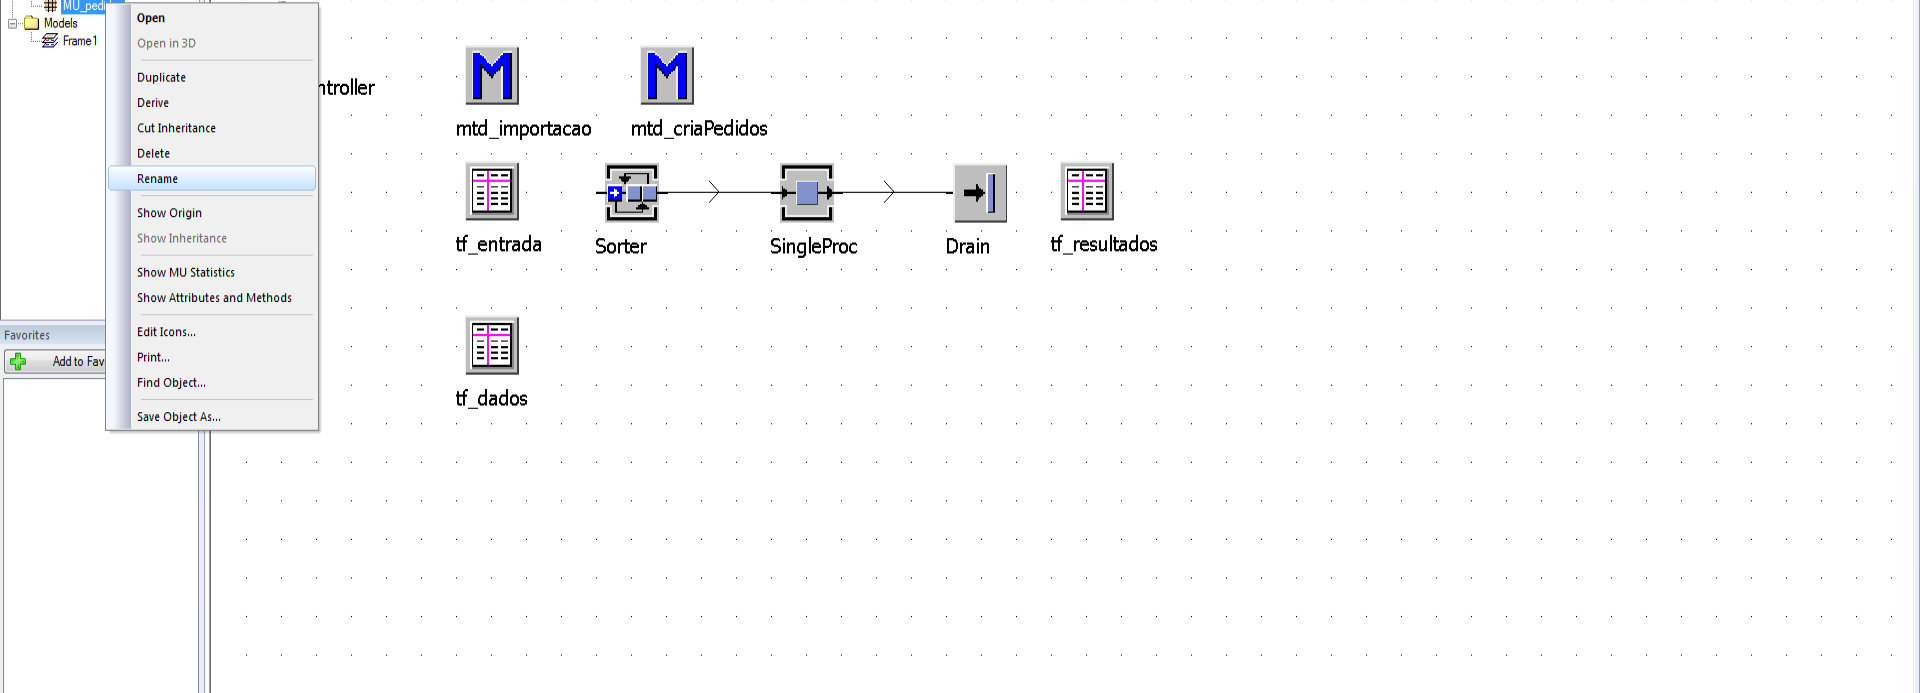 Models
Frame1
Open
Open in 3D
Duplicate
Derive
Cut Inheritance
Delete
Rename
Show Origin
Show Inheritance
Show MU Statistics
Show Attributes and Methods
Edit Icons...
Print...
Find Object...
Save Object As...
Favorites
Add to Fav
ntroller
mtd_importacao
mtd_criaPedidos
tf_entrada
Sorter
SingleProc
Drain
tf_resultados
tf_dados